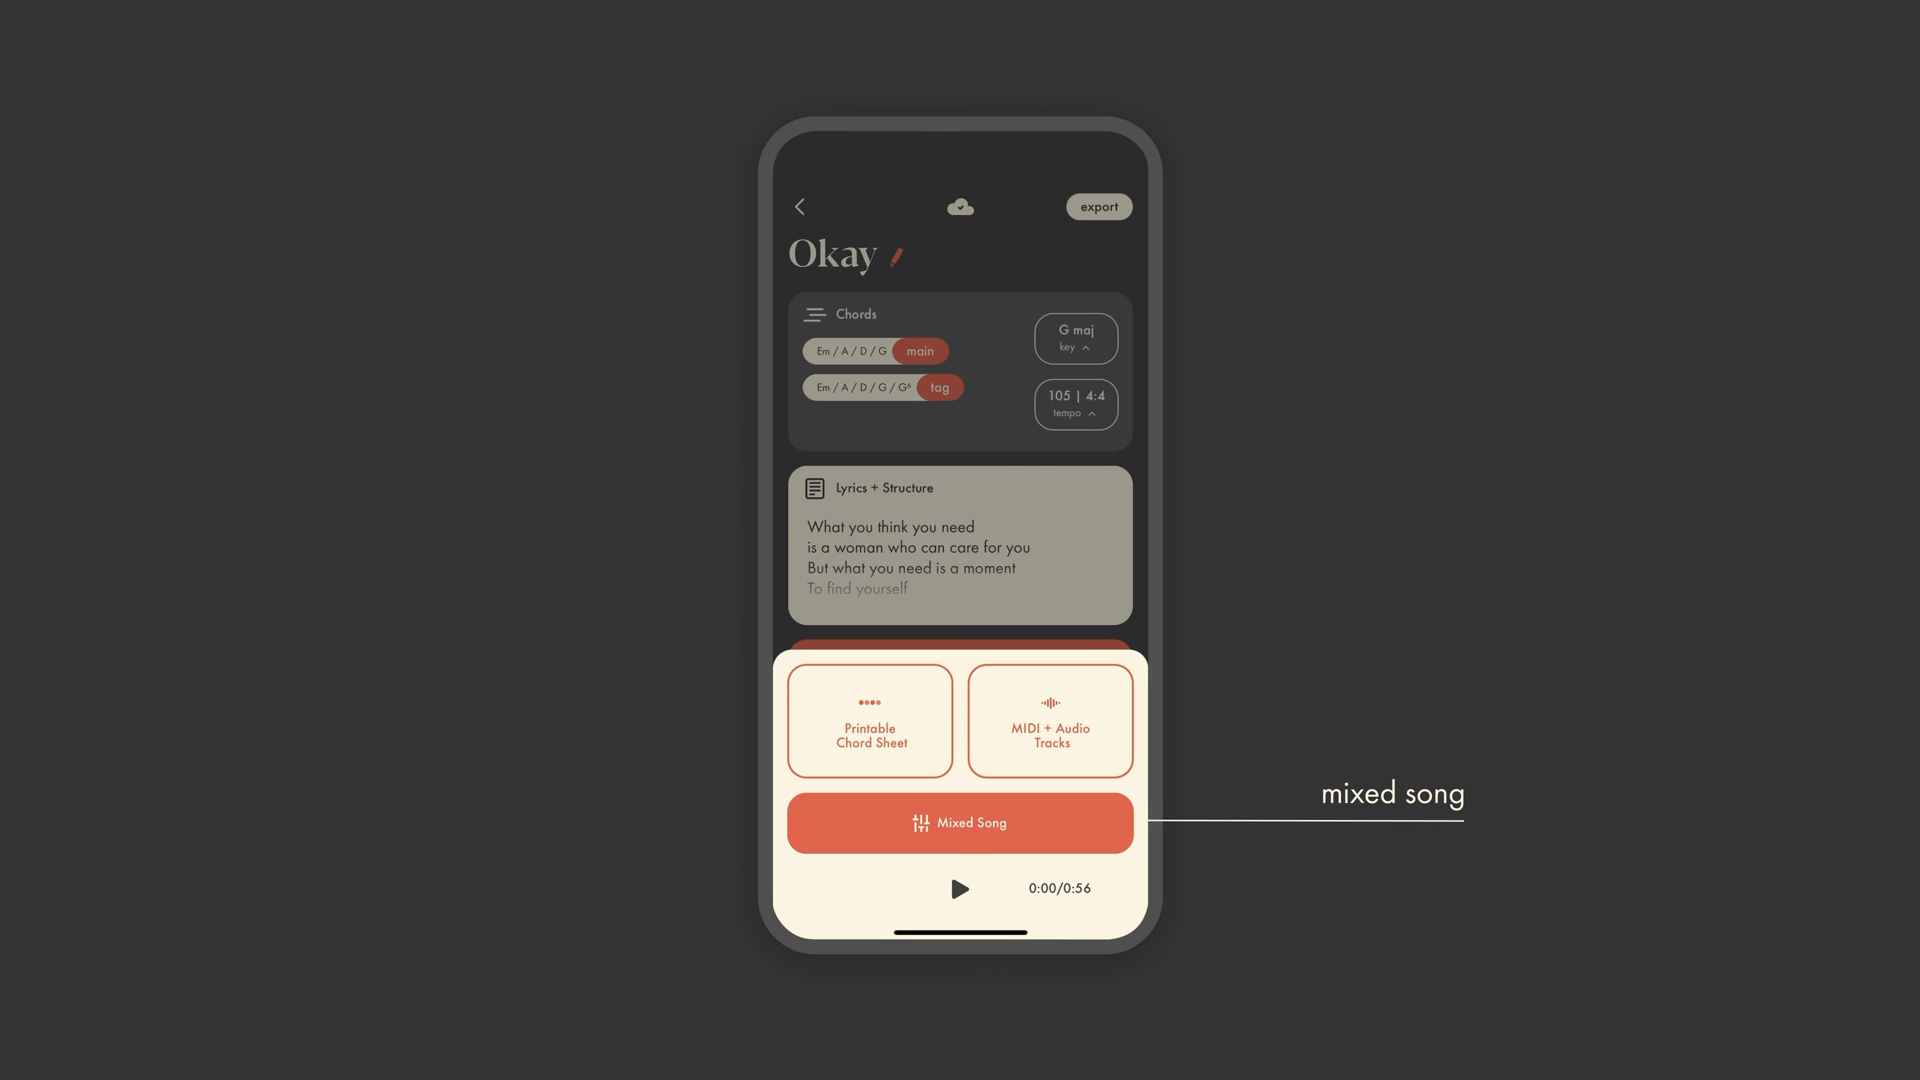 export
Okay
Chords
Em / A / D / G main
Em / A / D / G / G⁶ tag
G maj
key
105 | 4:4
tempo
Lyrics + Structure
What you think you need
is a woman who can care for you
But what you need is a moment
To find yourself
Printable
Chord Sheet
MIDI + Audio
Tracks
Mixed Song
0:00/0:56
mixed song